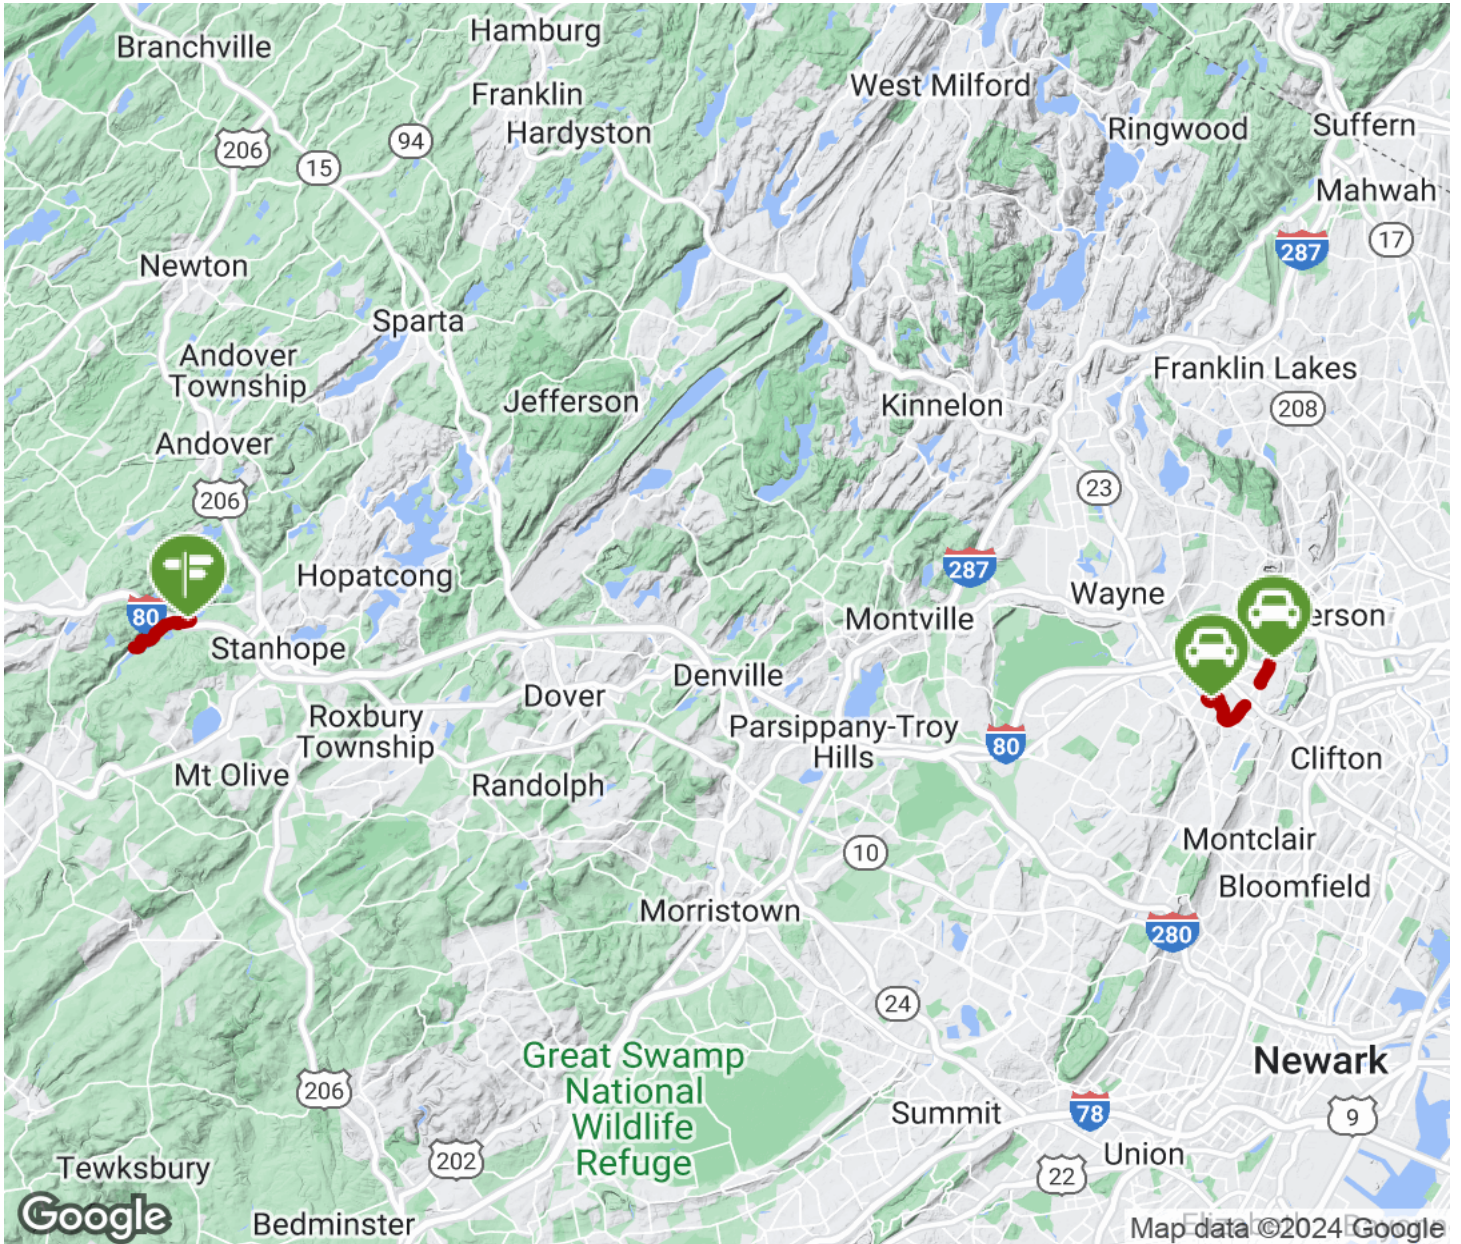 Branchville
Hamburg
Franklin
Hardyston
West Milford
Ringwood
Suffern
Mahwah
206
15
94
17
287
Newton
Sparta
Andover
Township
Jefferson
Franklin Lakes
208
Kinnelon
Andover
206
23
Hopatcong
287
Wayne
80
Montville
erson
Stanhope
Denville
Dover
Roxbury
Township
Parsippany-Troy
Hills
80
Clifton
Mt Olive
Randolph
10
Montclair
Bloomfield
Morristown
280
24
Great Swamp
National
Wildlife
Refuge
Newark
206
Summit
78
9
202
Union
22
Tewksbury
Google
Bedminster
Map data ©2024 Google